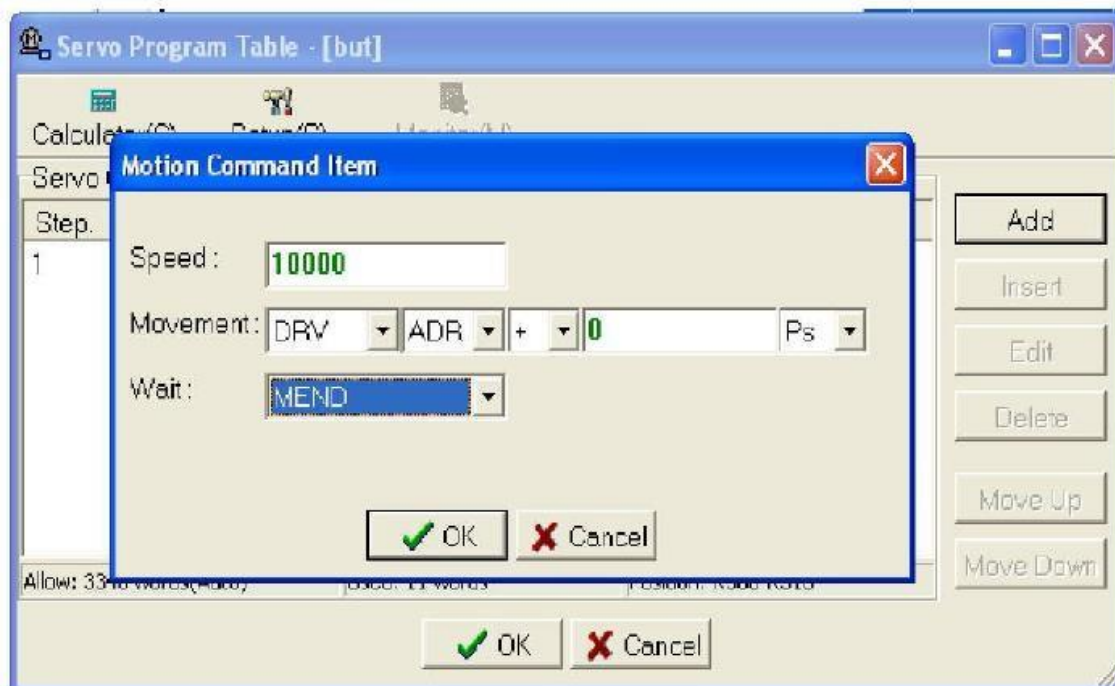 Servo Program Table - [but]
Servo
Motion Command Item
Step.
1
Speed: 10000
Movement: DRV ADR + 0 Ps
Wait: MEND
OK Cancel
Add
Insert
Edit
Delete
Move Up
Move Down
OK Cancel